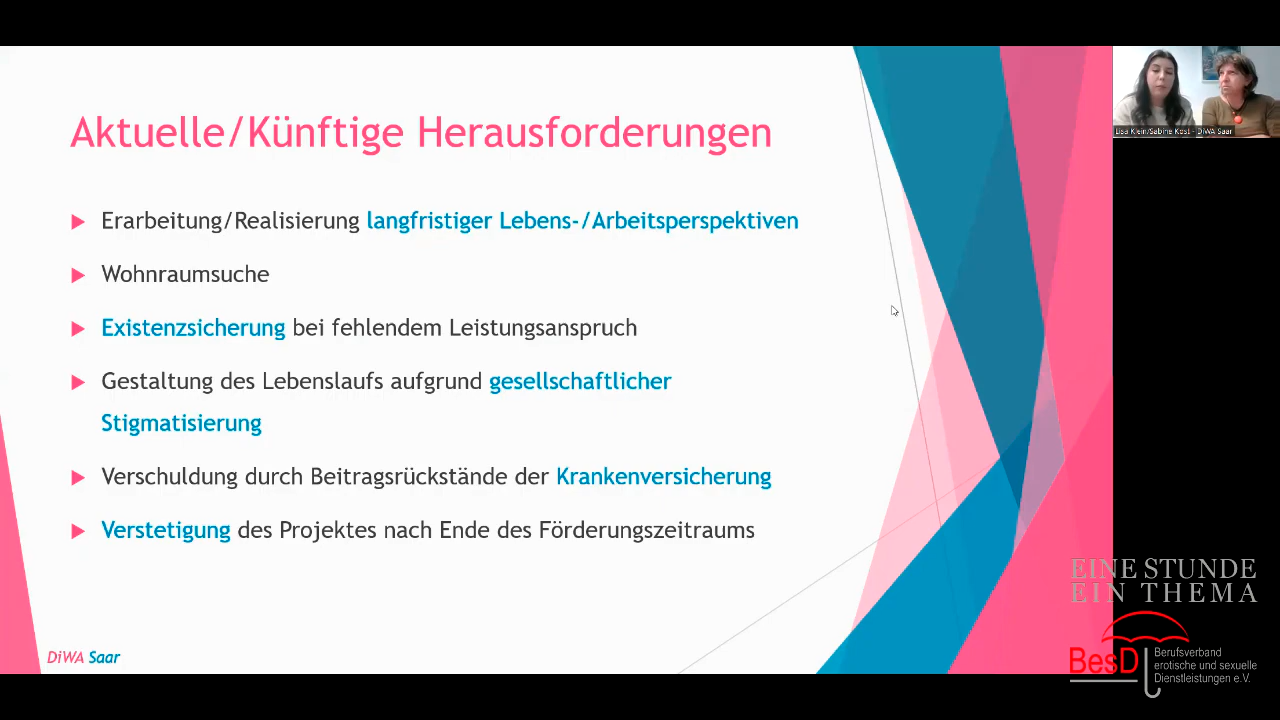 Aktuelle/Künftige Herausforderungen
Erarbeitung/Realisierung langfristiger Lebens-/Arbeitsperspektiven
Wohnraumsuche
Existenzsicherung bei fehlendem Leistungsanspruch
Gestaltung des Lebenslaufs aufgrund gesellschaftlicher
Stigmatisierung
Verschuldung durch Beitragsrückstände der Krankenversicherung
Verstetigung des Projektes nach Ende des Förderungszeitraums
DiWA Saar
Lisa Klein/Sabine Kost - DiWA Saar
EINE STUNDE
EIN THEMA
BesD
Berufsverband
erotische und sexuelle
Dienstleistungen e.V.